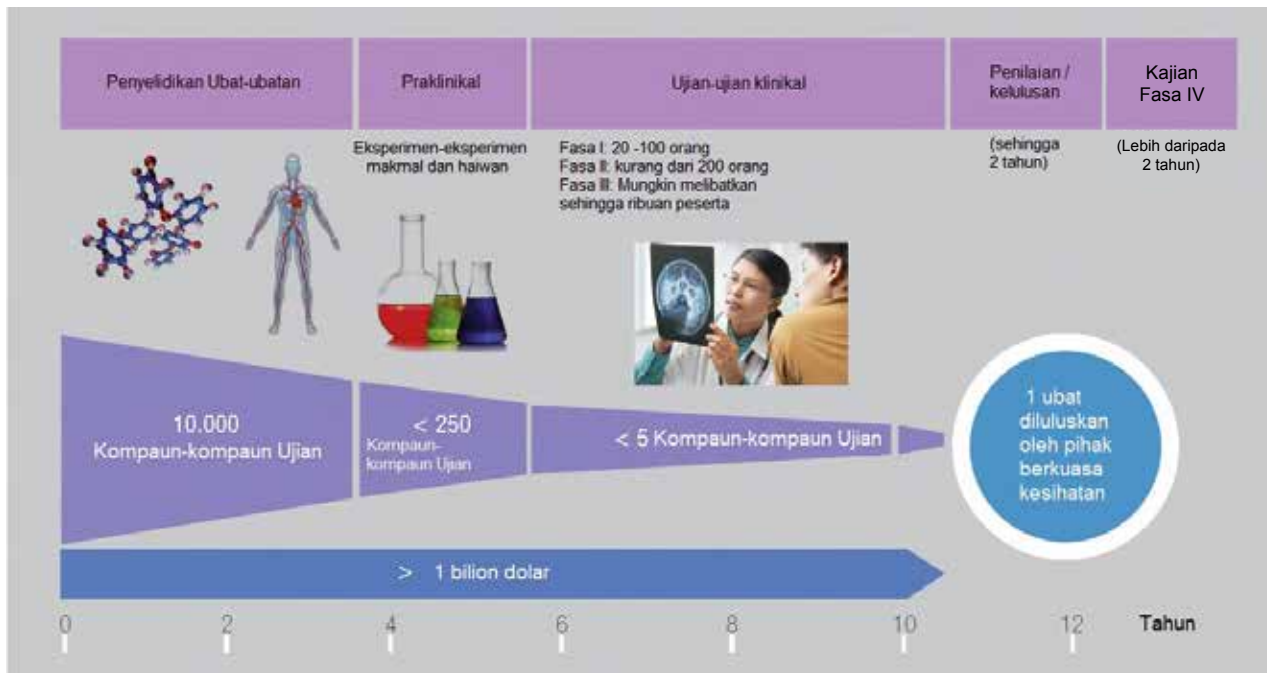 Penyelidikan Ubat-ubatan
Praklinikal
Ujian-ujian klinikal
Penilaian /
kelulusan
Kajian
Fasa IV
Eksperimen-eksperimen
makmal dan haiwan
Fasa I: 20 -100 orang
Fasa II: kurang dari 200 orang
Fasa III: Mungkin melibatkan
sehingga ribuan peserta
(sehingga
2 tahun)
(Lebih daripada
2 tahun)
10.000
Kompaun-kompaun Ujian
< 250
Kompaun-
kompaun Ujian
< 5 Kompaun-kompaun Ujian
1 ubat
diluluskan
oleh pihak
berkuasa
kesihatan
> 1 bilion dolar
0 2 4 6 8 10 12 Tahun